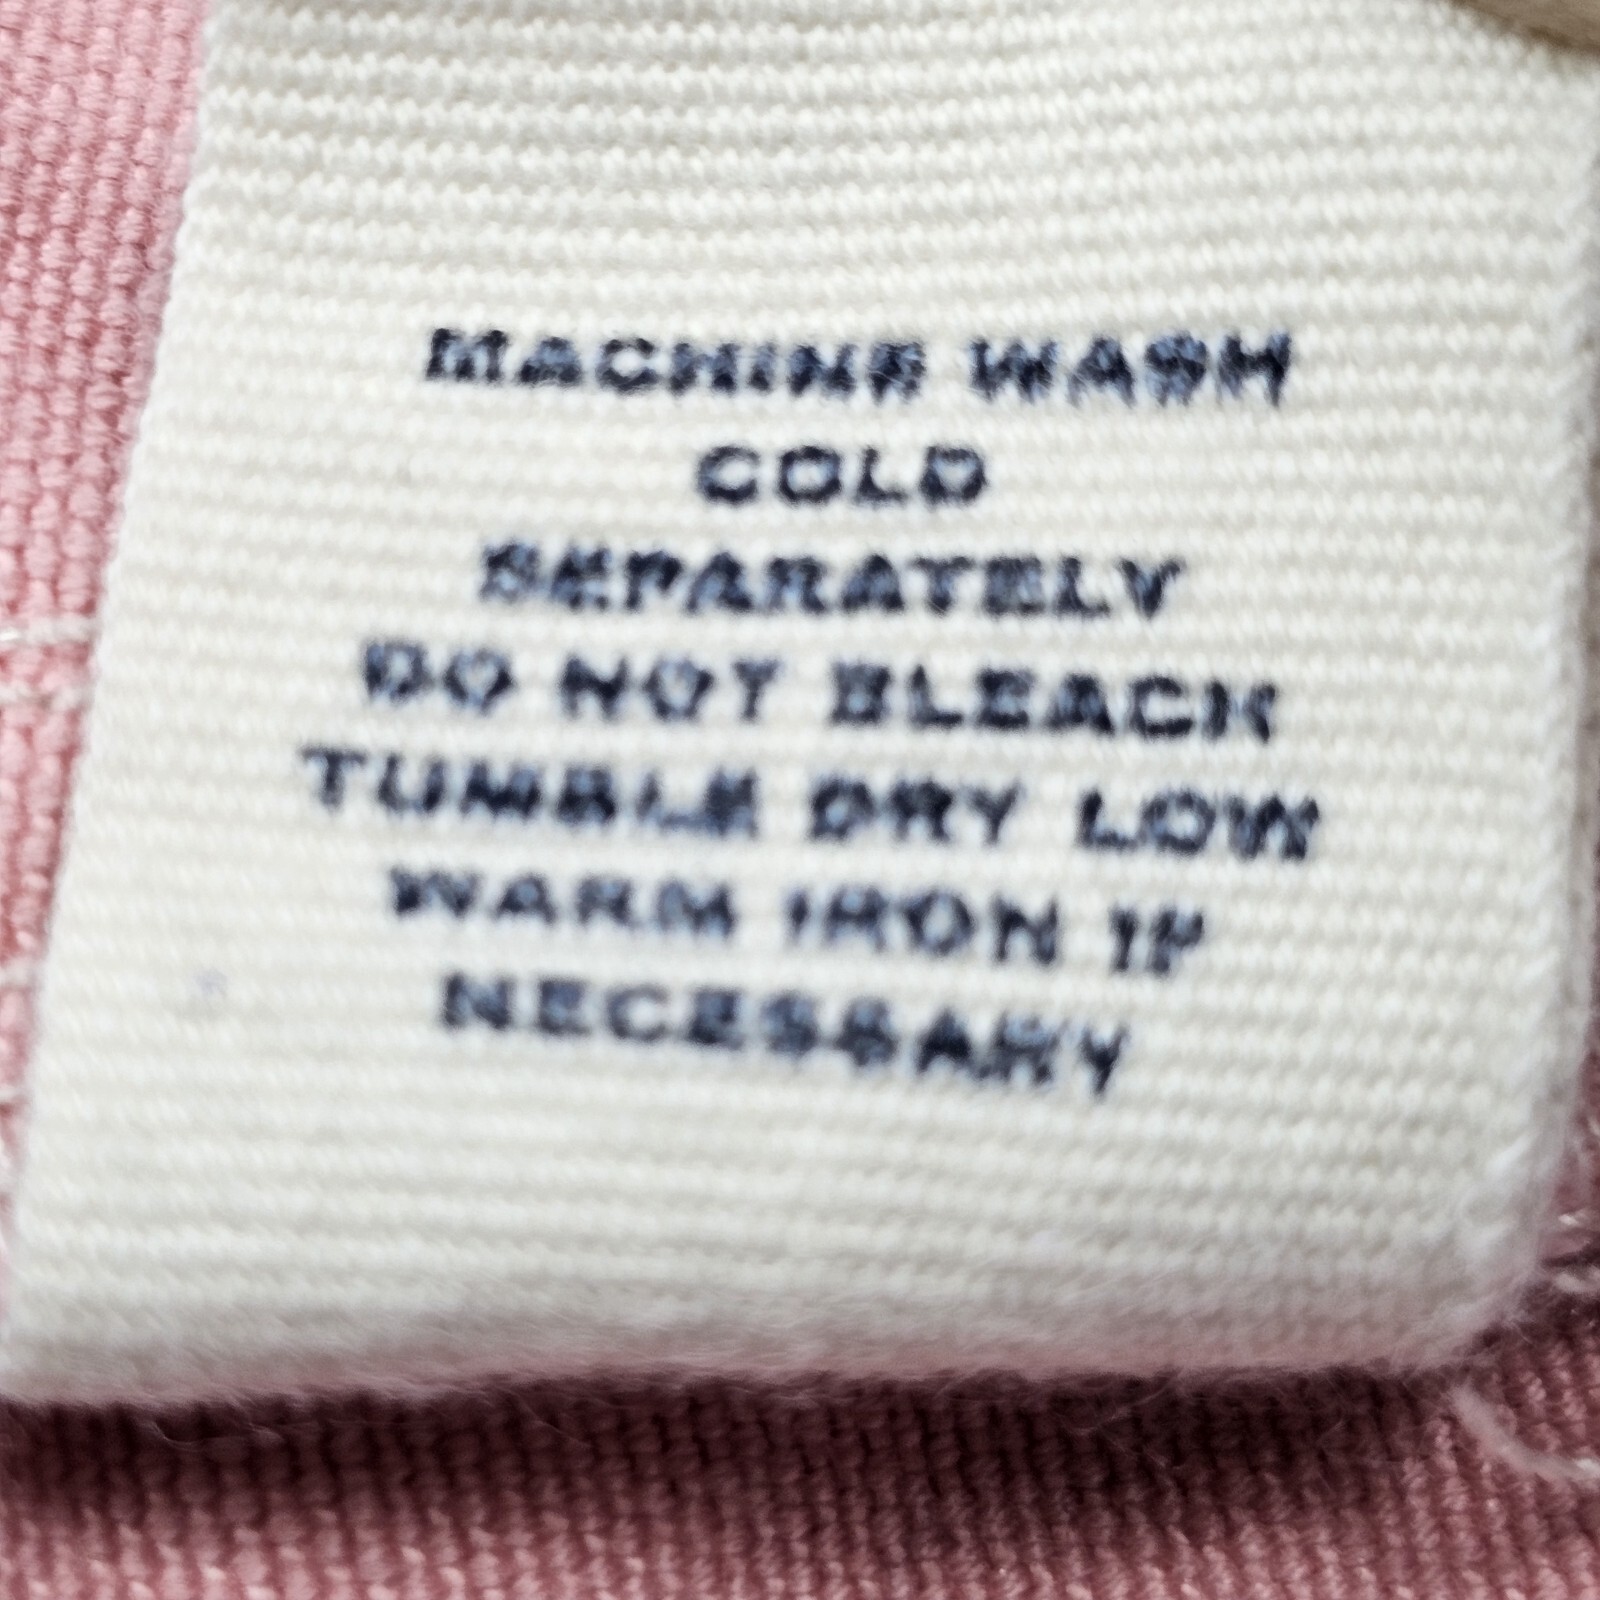 MACHINE WASH
COLD
SEPARATELY
DO NOT BLEACH
TUMBLE DRY LOW
WARM IRON IF
NECESSARY